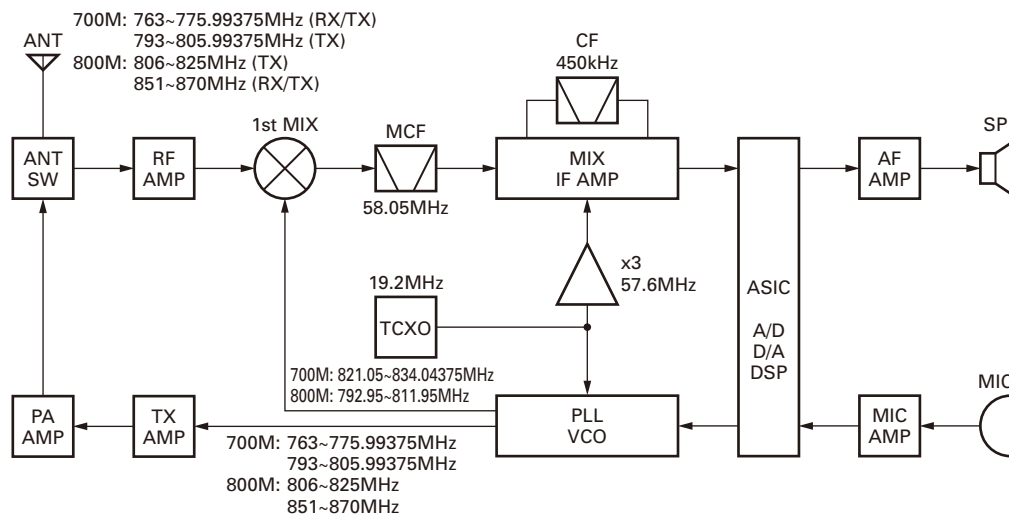 700M: 763~775.99375MHz (RX/TX)
793~805.99375MHz (TX)
800M: 806~825MHz (TX)
851~870MHz (RX/TX)
ANT
CF
450kHz
1st MIX
MCF
SP
ANT
SW
RF
AMP
MIX
IF AMP
AF
AMP
58.05MHz
x3
57.6MHz
19.2MHz
TCXO
ASIC
A/D
D/A
DSP
700M: 821.05~834.04375MHz
800M: 792.95~811.95MHz
MIC
PA
AMP
TX
AMP
PLL
VCO
MIC
AMP
700M: 763~775.99375MHz
793~805.99375MHz
800M: 806~825MHz
851~870MHz